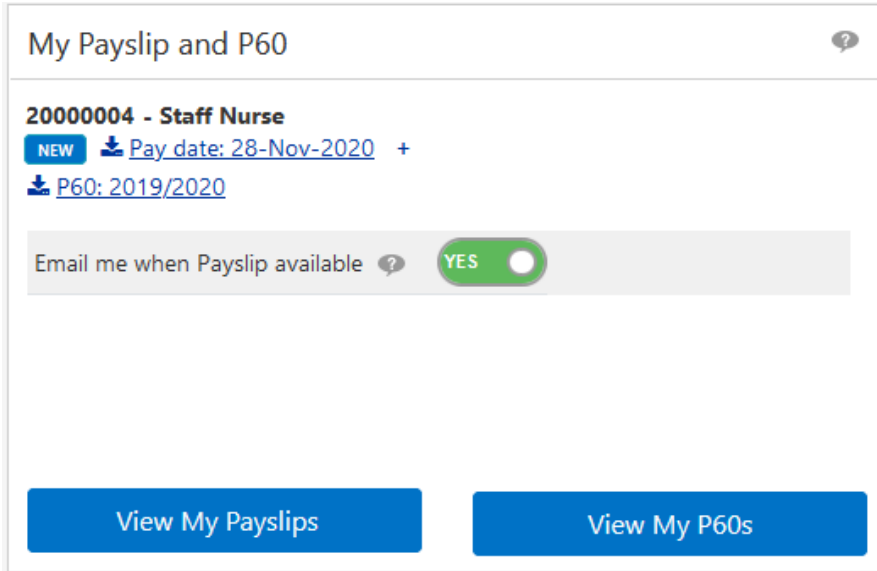 My Payslip and P60
20000004 - Staff Nurse
NEW Pay date: 28-Nov-2020 +
P60: 2019/2020
Email me when Payslip available ? YES
View My Payslips View My P60s